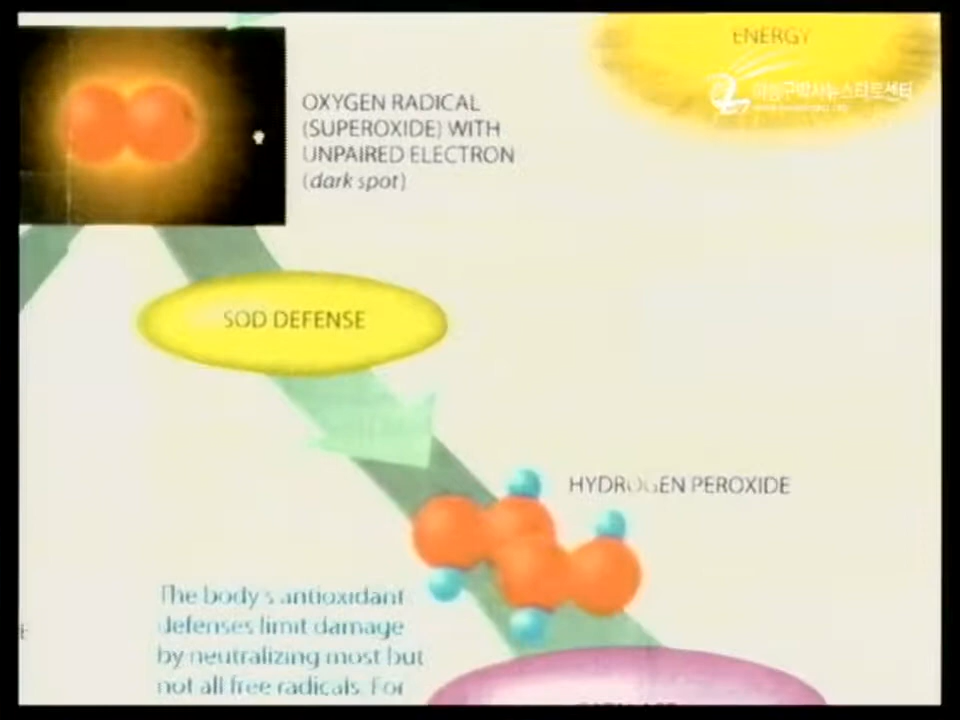 ENERGY
OXYGEN RADICAL
(SUPEROXIDE) WITH
UNPAIRED ELECTRON
(dark spot)
SOD DEFENSE
HYDROGEN PEROXIDE
The body's antioxidant
defenses limit damage
by neutralizing most but
not all free radicals. For